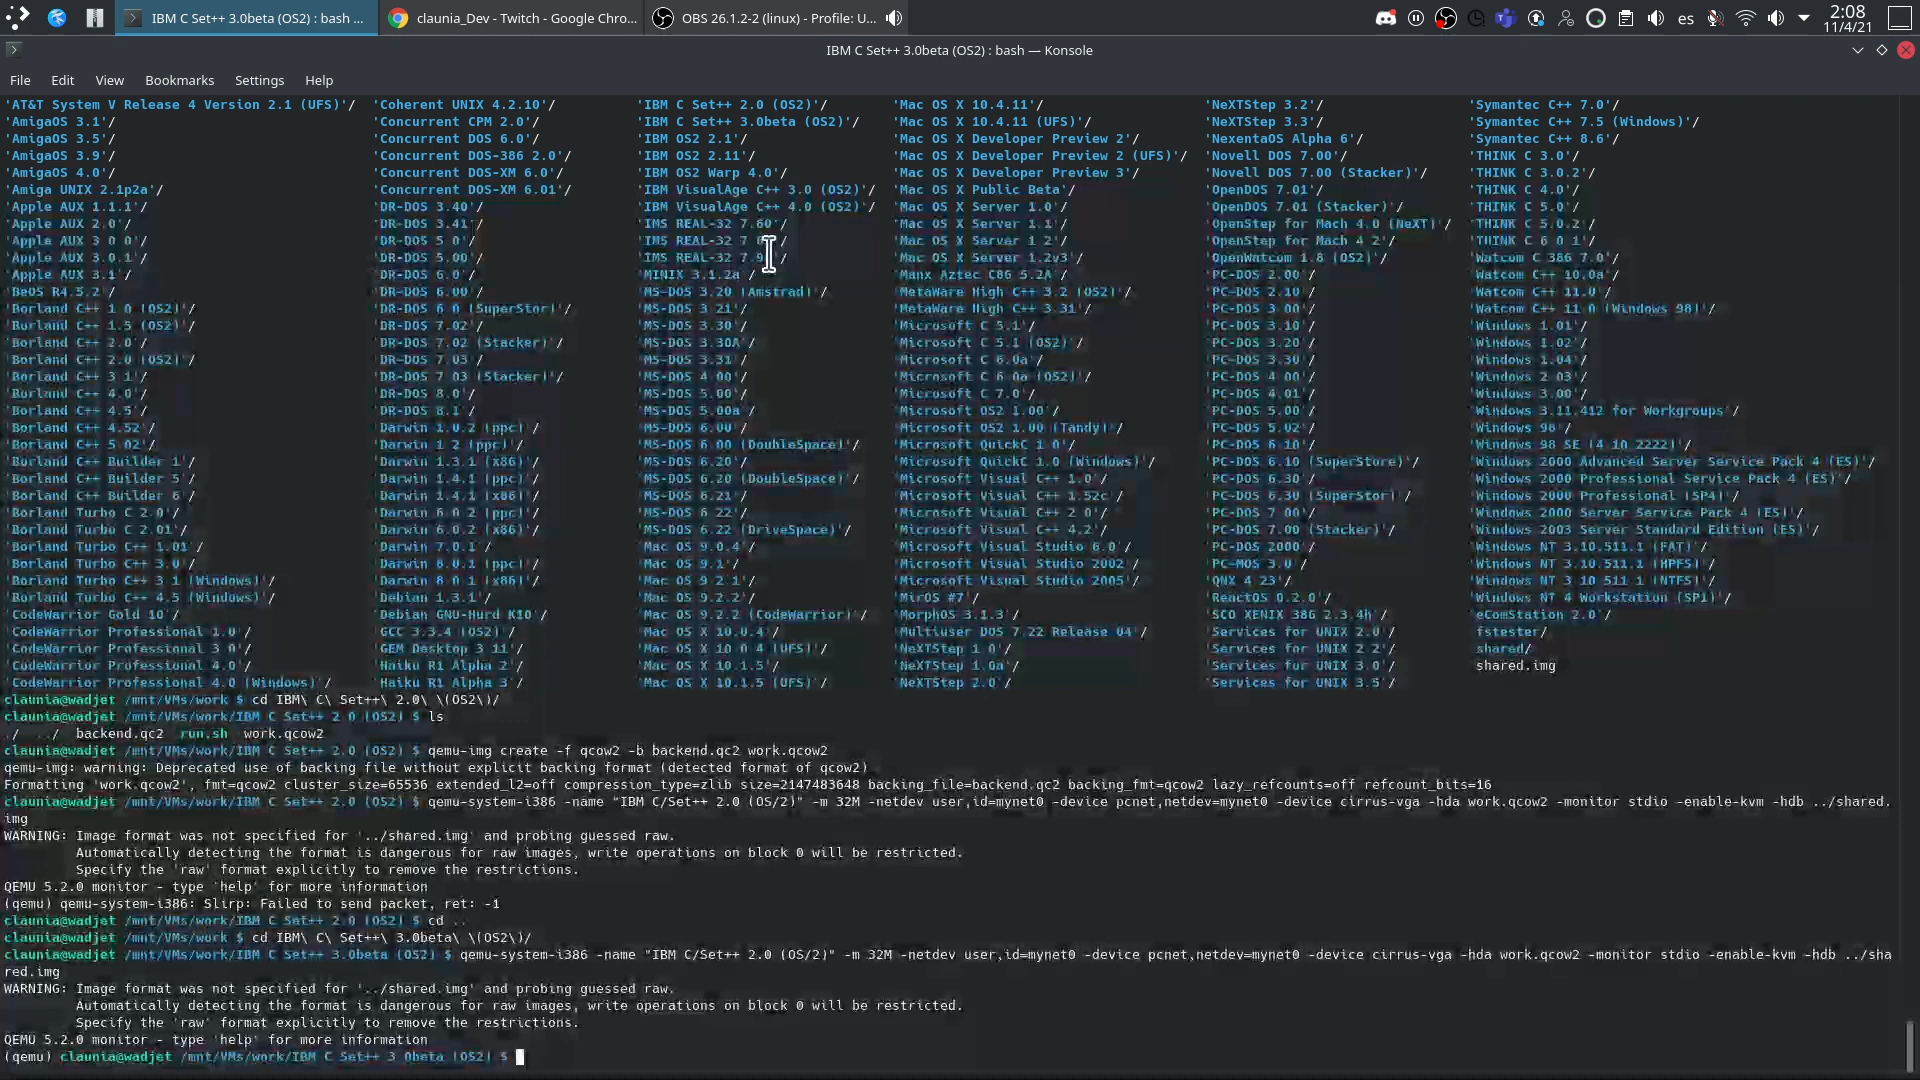 IBM C Set++ 3.0beta (OS2) : bash ...
claunia_Dev - Twitch - Google Chro...
OBS 26.1.2-2 (linux) - Profile: U...
es
2:08
11/4/21
IBM C Set++ 3.0beta (OS2) : bash — Konsole
File Edit View Bookmarks Settings Help
'AT&T System V Release 4 Version 2.1 (UFS)'/ 'Coherent UNIX 4.2.10'/ 'IBM C Set++ 2.0 (OS2)'/ 'Mac OS X 10.4.11'/ 'NeXTStep 3.2'/ 'Symantec C++ 7.0'/
'AmigaOS 3.1'/ 'Concurrent CPM 2.0'/ 'IBM C Set++ 3.0beta (OS2)'/ 'Mac OS X 10.4.11 (UFS)'/ 'NeXTStep 3.3'/ 'Symantec C++ 7.5 (Windows)'/
'AmigaOS 3.5'/ 'Concurrent DOS 6.0'/ 'IBM OS2 2.1'/ 'Mac OS X Developer Preview 2'/ 'NexentaOS Alpha 6'/ 'Symantec C++ 8.6'/
'AmigaOS 3.9'/ 'Concurrent DOS-386 2.0'/ 'IBM OS2 2.11'/ 'Mac OS X Developer Preview 2 (UFS)'/ 'Novell DOS 7.00'/ 'THINK C 3.0'/
'AmigaOS 4.0'/ 'Concurrent DOS-XM 6.0'/ 'IBM OS2 Warp 4.0'/ 'Mac OS X Developer Preview 3'/ 'Novell DOS 7.00 (Stacker)'/ 'THINK C 3.0.2'/
'Amiga UNIX 2.1p2a'/ 'Concurrent DOS-XM 6.01'/ 'IBM VisualAge C++ 3.0 (OS2)'/ 'Mac OS X Public Beta'/ 'OpenDOS 7.01'/ 'THINK C 4.0'/
'Apple AUX 1.1.1'/ 'DR-DOS 3.40'/ 'IBM VisualAge C++ 4.0 (OS2)'/ 'Mac OS X Server 1.0'/ 'OpenDOS 7.01 (Stacker)'/ 'THINK C 5.0'/
'Apple AUX 2.0'/ 'DR-DOS 3.41'/ 'IMS REAL-32 7.60'/ 'Mac OS X Server 1.1'/ 'OpenStep for Mach 4.0 (NeXT)'/ 'THINK C 5.0.2'/
'Apple AUX 3.0.0'/ 'DR-DOS 5.0'/ 'IMS REAL-32 'Mac OS X Server 1.2'/ 'OpenStep for Mach 4.2'/ 'THINK C 6.0.1'/
'Apple AUX 3.0.1'/ 'DR-DOS 5.00'/ 'IMS REAL-32 'Mac OS X Server 1.2v3'/ 'OpenWatcom 1.8 (OS2)'/ 'Watcom C 386 7.0'/
'Apple AUX 3.1'/ 'DR-DOS 6.0'/ 'MINIX 3.1.2a'/ 'Manx Aztec C86 5.2A'/ 'PC-DOS 2.00'/ 'Watcom C++ 10.0a'/
'BeOS R4.5.2'/ 'DR-DOS 6.00'/ 'MS-DOS 3.20 (Amstrad)'/ 'MetaWare High C++ 3.2 (OS2)'/ 'PC-DOS 2.10'/ 'Watcom C++ 11.0'/
'Borland C++ 1.0 (OS2)'/ 'DR-DOS 6.0 (SuperStor)'/ 'MS-DOS 3.21'/ 'MetaWare High C++ 3.31'/ 'PC-DOS 3.00'/ 'Watcom C++ 11.0 (Windows 98)'/
'Borland C++ 1.5 (OS2)'/ 'DR-DOS 7.02'/ 'MS-DOS 3.30'/ 'Microsoft C 5.1'/ 'PC-DOS 3.10'/ 'Windows 1.01'/
'Borland C++ 2.0'/ 'DR-DOS 7.02 (Stacker)'/ 'MS-DOS 3.30A'/ 'Microsoft C 5.1 (OS2)'/ 'PC-DOS 3.20'/ 'Windows 1.02'/
'Borland C++ 2.0 (OS2)'/ 'DR-DOS 7.03'/ 'MS-DOS 3.31'/ 'Microsoft C 6.0a'/ 'PC-DOS 3.30'/ 'Windows 1.04'/
'Borland C++ 3.1'/ 'DR-DOS 7.03 (Stacker)'/ 'MS-DOS 4.00'/ 'Microsoft C 6.0a (OS2)'/ 'PC-DOS 4.00'/ 'Windows 2.03'/
'Borland C++ 4.0'/ 'DR-DOS 8.0'/ 'MS-DOS 5.00'/ 'Microsoft C 7.0'/ 'PC-DOS 4.01'/ 'Windows 3.00'/
'Borland C++ 4.5'/ 'DR-DOS 8.1'/ 'MS-DOS 5.00a'/ 'Microsoft OS2 1.00'/ 'PC-DOS 5.00'/ 'Windows 3.11.412 for Workgroups'/
'Borland C++ 4.52'/ 'Darwin 1.0.2 (ppc)'/ 'MS-DOS 6.00'/ 'Microsoft OS2 1.00 (Tandy)'/ 'PC-DOS 5.02'/ 'Windows 98'/
'Borland C++ 5.02'/ 'Darwin 1.2 (ppc)'/ 'MS-DOS 6.00 (DoubleSpace)'/ 'Microsoft QuickC 1.0'/ 'PC-DOS 6.10'/ 'Windows 98 SE (4.10.2222)'/
'Borland C++ Builder 1'/ 'Darwin 1.3.1 (x86)'/ 'MS-DOS 6.20'/ 'Microsoft QuickC 1.0 (Windows)'/ 'PC-DOS 6.10 (SuperStore)'/ 'Windows 2000 Advanced Server Service Pack 4 (ES)'/
'Borland C++ Builder 5'/ 'Darwin 1.4.1 (ppc)'/ 'MS-DOS 6.20 (DoubleSpace)'/ 'Microsoft Visual C++ 1.0'/ 'PC-DOS 6.30'/ 'Windows 2000 Professional Service Pack 4 (ES)'/
'Borland C++ Builder 6'/ 'Darwin 1.4.1 (x86)'/ 'MS-DOS 6.21'/ 'Microsoft Visual C++ 1.52c'/ 'PC-DOS 6.30 (SuperStor)'/ 'Windows 2000 Professional (SP4)'/
'Borland Turbo C 2.0'/ 'Darwin 6.0.2 (ppc)'/ 'MS-DOS 6.22'/ 'Microsoft Visual C++ 2.0'/ 'PC-DOS 7.00'/ 'Windows 2000 Server Service Pack 4 (ES)'/
'Borland Turbo C 2.01'/ 'Darwin 6.0.2 (x86)'/ 'MS-DOS 6.22 (DriveSpace)'/ 'Microsoft Visual C++ 4.2'/ 'PC-DOS 7.00 (Stacker)'/ 'Windows 2003 Server Standard Edition (ES)'/
'Borland Turbo C++ 1.01'/ 'Darwin 7.0.1'/ 'Mac OS 9.0.4'/ 'Microsoft Visual Studio 6.0'/ 'PC-DOS 2000'/ 'Windows NT 3.10.511.1 (FAT)'/
'Borland Turbo C++ 3.0'/ 'Darwin 8.0.1 (ppc)'/ 'Mac OS 9.1'/ 'Microsoft Visual Studio 2002'/ 'PC-MOS 3.0'/ 'Windows NT 3.10.511.1 (HPFS)'/
'Borland Turbo C++ 3.1 (Windows)'/ 'Darwin 8.0.1 (x86)'/ 'Mac OS 9.2.1'/ 'Microsoft Visual Studio 2005'/ 'QNX 4.23'/ 'Windows NT 3.10.511.1 (NTFS)'/
'Borland Turbo C++ 4.5 (Windows)'/ 'Debian 1.3.1'/ 'Mac OS 9.2.2'/ 'MirOS #7'/ 'ReactOS 0.2.0'/ 'Windows NT 4 Workstation (SP1)'/
'CodeWarrior Gold 10'/ 'Debian GNU-Hurd K10'/ 'Mac OS 9.2.2 (CodeWarrior)'/ 'MorphOS 3.1.3'/ 'SCO XENIX 386 2.3.4h'/ 'eComStation 2.0'/
'CodeWarrior Professional 1.0'/ 'GCC 3.3.4 (OS2)'/ 'Mac OS X 10.0.4'/ 'Multiuser DOS 7.22 Release 04'/ 'Services for UNIX 2.0'/ fstester/
'CodeWarrior Professional 3.0'/ 'GEM Desktop 3.11'/ 'Mac OS X 10.0.4 (UFS)'/ 'NeXTStep 1.0'/ 'Services for UNIX 2.2'/ shared/
'CodeWarrior Professional 4.0'/ 'Haiku R1 Alpha 2'/ 'Mac OS X 10.1.5'/ 'NeXTStep 1.0a'/ 'Services for UNIX 3.0'/ shared.img
'CodeWarrior Professional 4.0 (Windows)'/ 'Haiku R1 Alpha 3'/ 'Mac OS X 10.1.5 (UFS)'/ 'NeXTStep 2.0'/ 'Services for UNIX 3.5'/
claunia@wadjet /mnt/VMs/work $ cd IBM\ C\ Set++\ 2.0\ \(OS2\)/
claunia@wadjet /mnt/VMs/work/IBM C Set++ 2.0 (OS2) $ ls
./ ../ backend.qc2 run.sh work.qcow2
claunia@wadjet /mnt/VMs/work/IBM C Set++ 2.0 (OS2) $ qemu-img create -f qcow2 -b backend.qc2 work.qcow2
qemu-img: warning: Deprecated use of backing file without explicit backing format (detected format of qcow2)
Formatting 'work.qcow2', fmt=qcow2 cluster_size=65536 extended_l2=off compression_type=zlib size=2147483648 backing_file=backend.qc2 backing_fmt=qcow2 lazy_refcounts=off refcount_bits=16
claunia@wadjet /mnt/VMs/work/IBM C Set++ 2.0 (OS2) $ qemu-system-i386 -name "IBM C/Set++ 2.0 (OS/2)" -m 32M -netdev user,id=mynet0 -device pcnet,netdev=mynet0 -device cirrus-vga -hda work.qcow2 -monitor stdio -enable-kvm -hdb ../shared.
img
WARNING: Image format was not specified for '../shared.img' and probing guessed raw.
Automatically detecting the format is dangerous for raw images, write operations on block 0 will be restricted.
Specify the 'raw' format explicitly to remove the restrictions.
QEMU 5.2.0 monitor - type 'help' for more information
(qemu) qemu-system-i386: Slirp: Failed to send packet, ret: -1
claunia@wadjet /mnt/VMs/work/IBM C Set++ 2.0 (OS2) $ cd ..
claunia@wadjet /mnt/VMs/work $ cd IBM\ C\ Set++\ 3.0beta\ \(OS2\)/
claunia@wadjet /mnt/VMs/work/IBM C Set++ 3.0beta (OS2) $ qemu-system-i386 -name "IBM C/Set++ 2.0 (OS/2)" -m 32M -netdev user,id=mynet0 -device pcnet,netdev=mynet0 -device cirrus-vga -hda work.qcow2 -monitor stdio -enable-kvm -hdb ../sha
red.img
WARNING: Image format was not specified for '../shared.img' and probing guessed raw.
Automatically detecting the format is dangerous for raw images, write operations on block 0 will be restricted.
Specify the 'raw' format explicitly to remove the restrictions.
QEMU 5.2.0 monitor - type 'help' for more information
(qemu) claunia@wadjet /mnt/VMs/work/IBM C Set++ 3.0beta (OS2) $